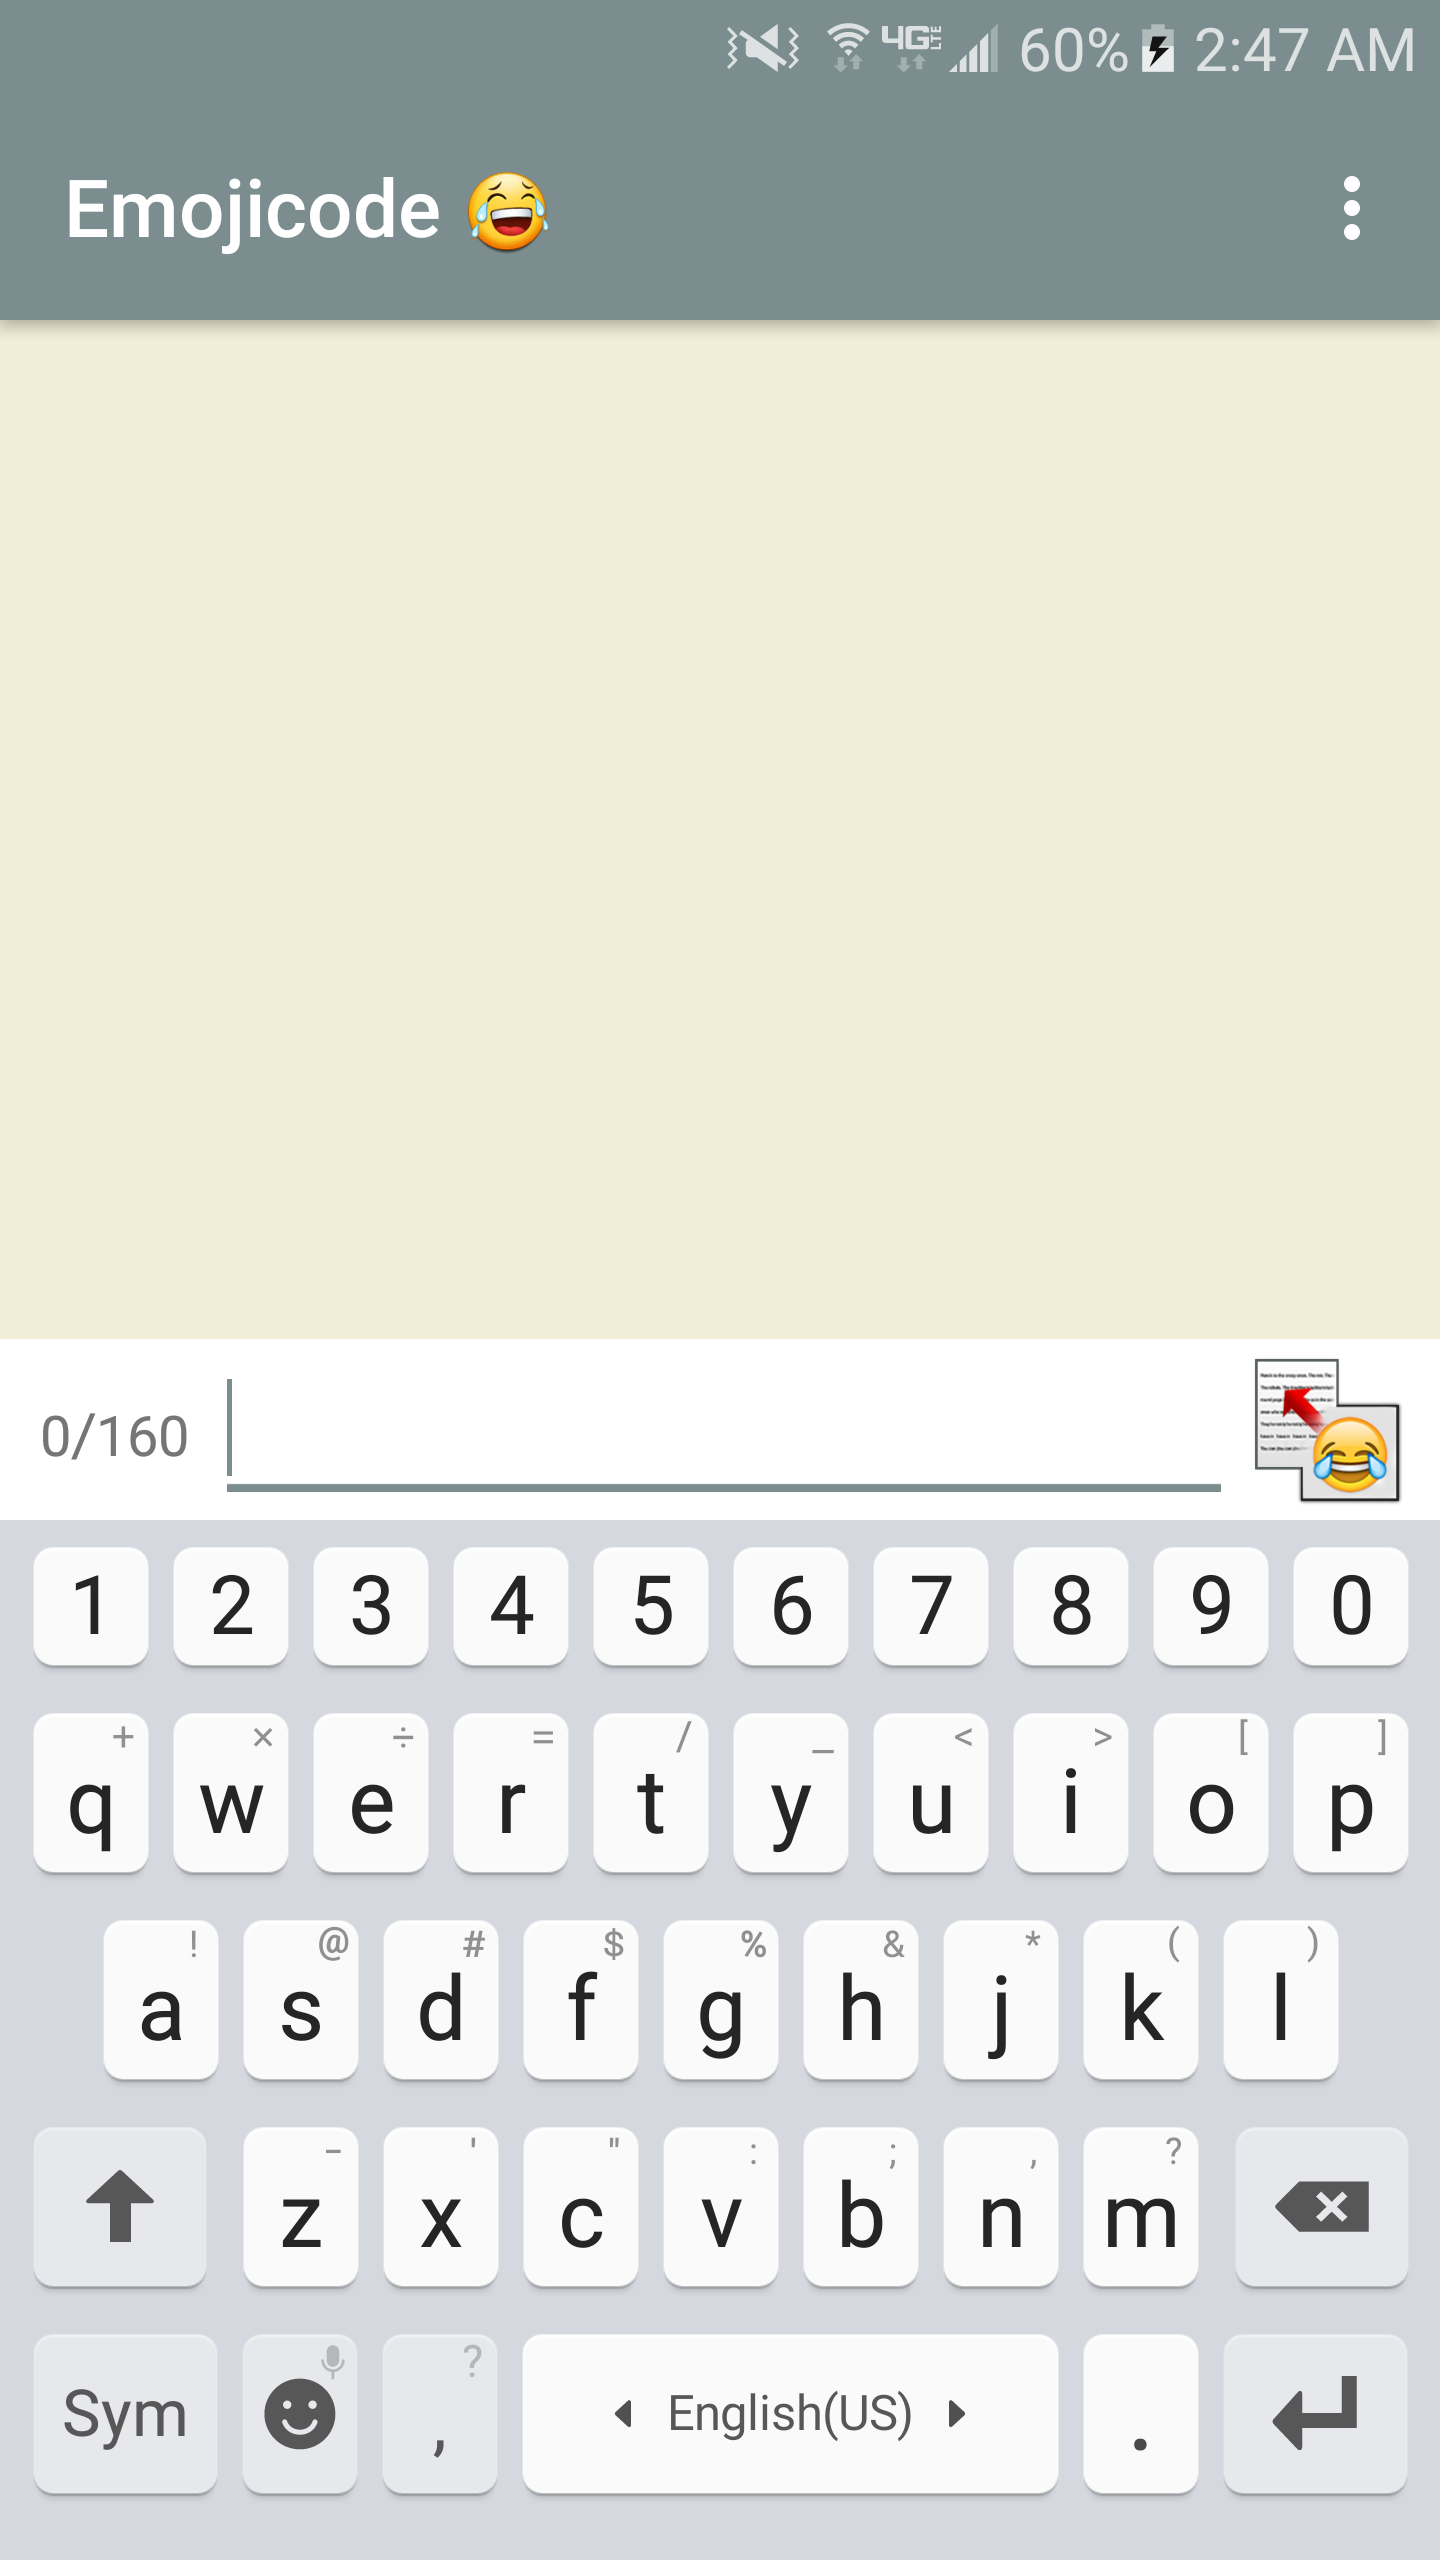 4G LTE 60% 2:47 AM
Emojicode 😂
0/160
1 2 3 4 5 6 7 8 9 0
+ × ÷ = / _ < > [ ]
q w e r t y u i o p
! @ # $ % & * ( )
a s d f g h j k l
- ' " : ; , ?
z x c v b n m
?
Sym , English(US) .